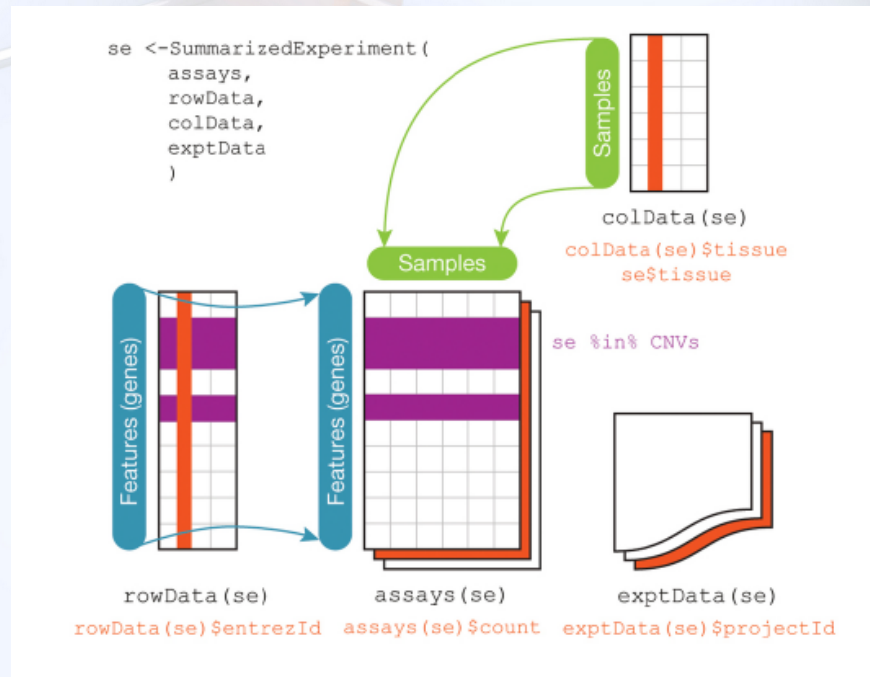 se <-SummarizedExperiment(
assays,
rowData,
colData,
exptData
)
Samples
colData(se)
colData(se)$tissue
se$tissue
Samples
Features (genes)
Features (genes)
se %in% CNVs
rowData(se)
assays(se)
exptData(se)
rowData(se)$entrezId
assays(se)$count
exptData(se)$projectId